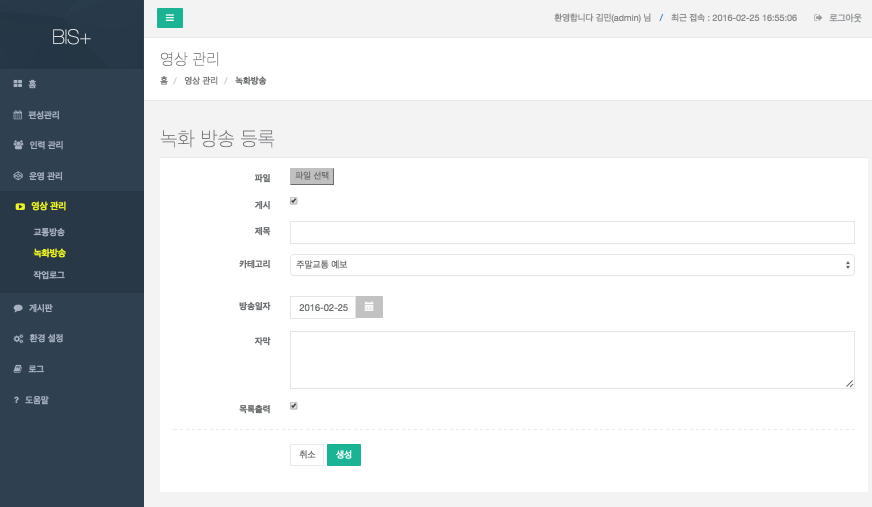 BIS+
환영합니다 김민(admin) 님 / 최근 접속 : 2016-02-25 16:55:06 로그아웃
영상 관리
홈 / 영상 관리 / 녹화방송
홈
편성관리
인력 관리
운영 관리
영상 관리
교통방송
녹화방송
작업로그
게시판
환경 설정
로그
? 도움말
녹화 방송 등록
파일 파일 선택
게시
제목
카테고리 주말교통 예보
방송일자 2016-02-25
자막
목록출력
취소 생성